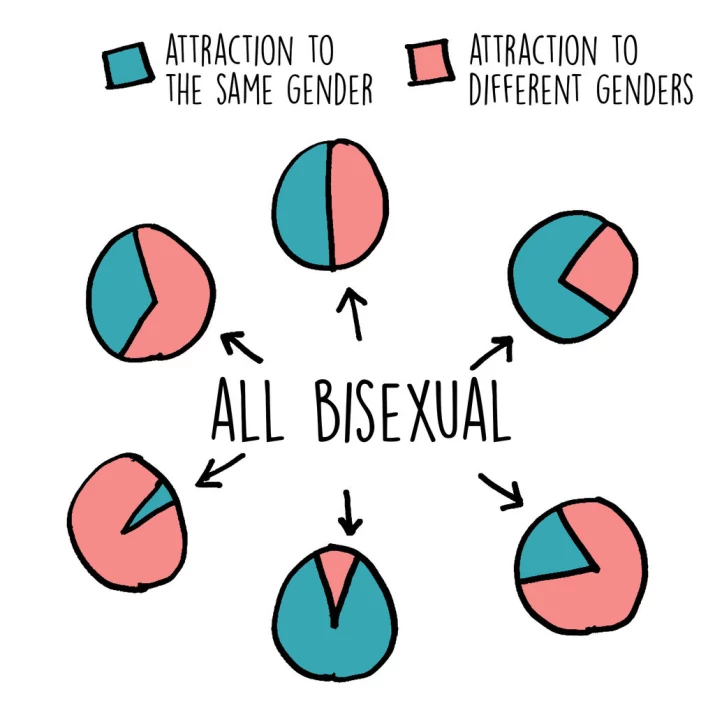 ATTRACTION TO
THE SAME GENDER
ATTRACTION TO
DIFFERENT GENDERS
ALL BISEXUAL